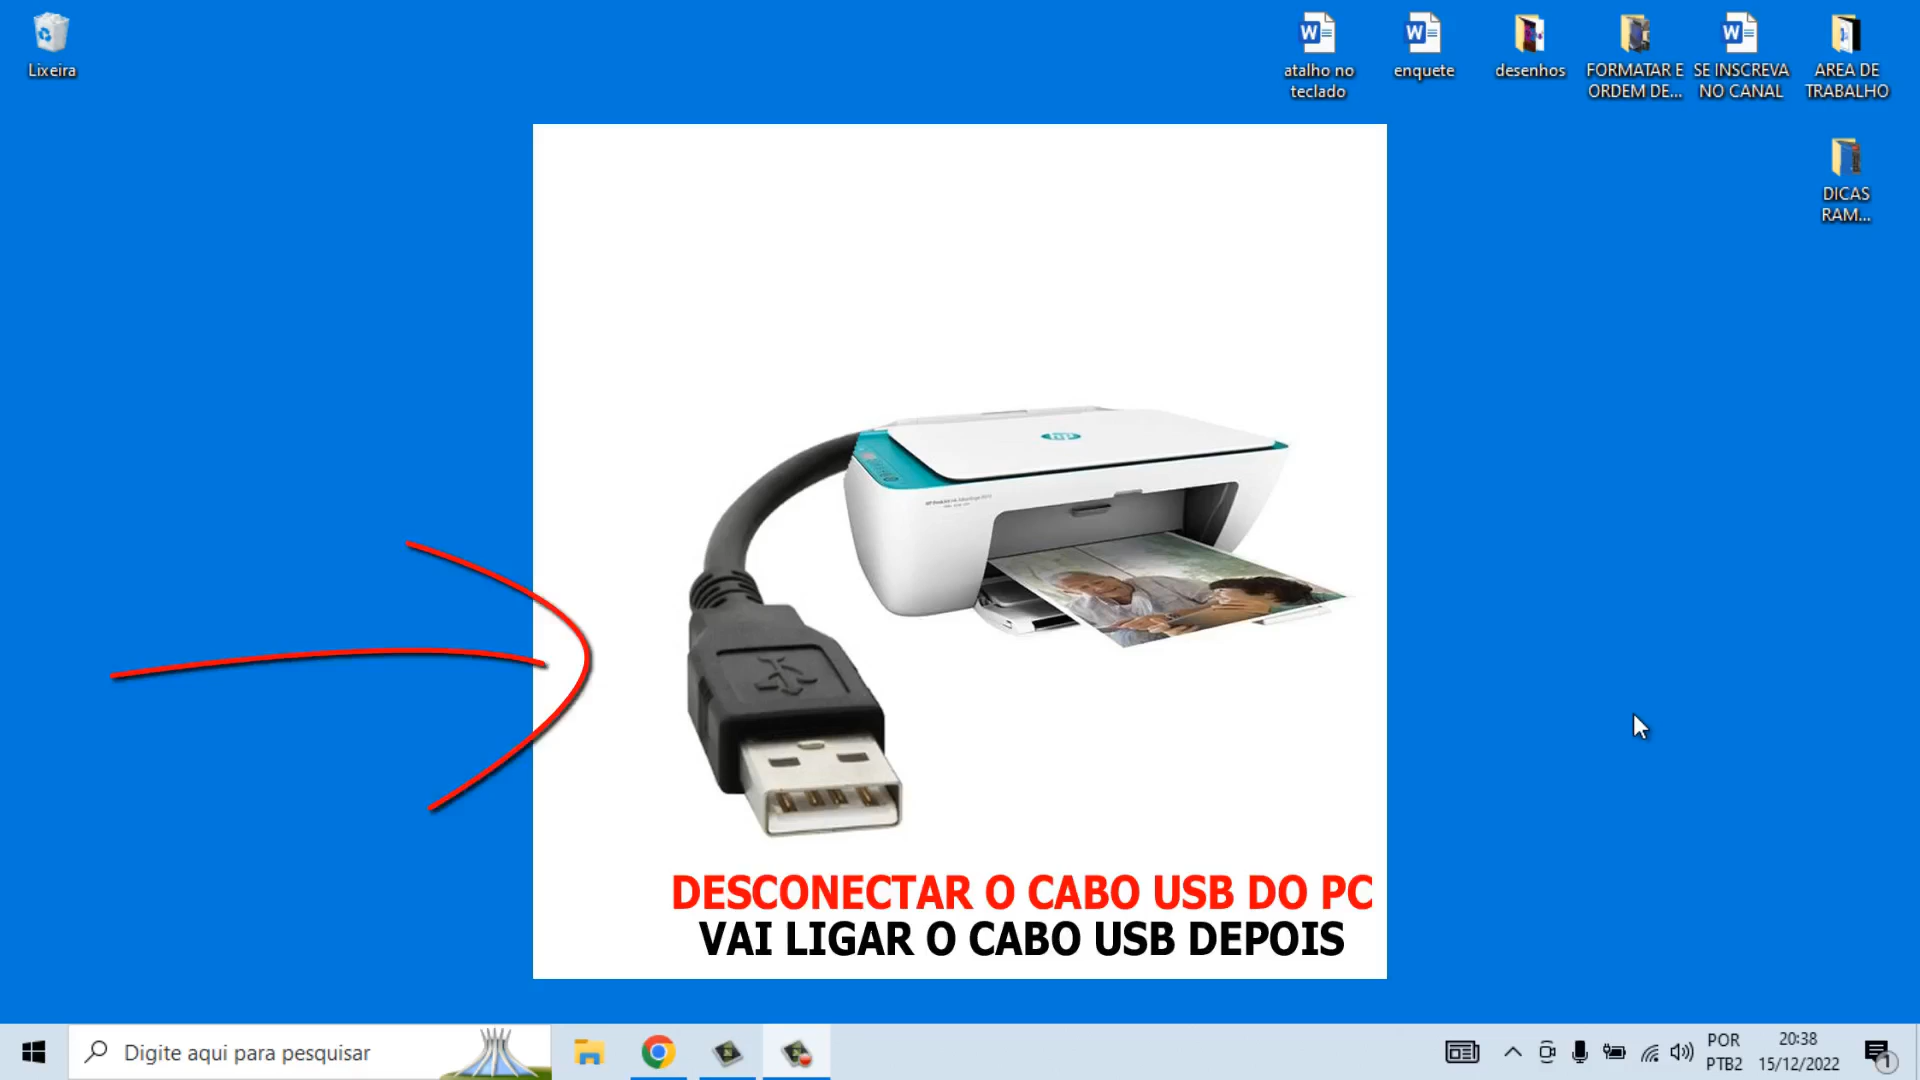 Lixeira
atalho no
teclado
enquete
desenhos
FORMATAR E
ORDEM DE...
SE INSCREVA
NO CANAL
AREA DE
TRABALHO
DICAS
RAM...
hp
DESCONECTAR O CABO USB DO PC
VAI LIGAR O CABO USB DEPOIS
Digite aqui para pesquisar
POR
PTB2
20:38
15/12/2022
1